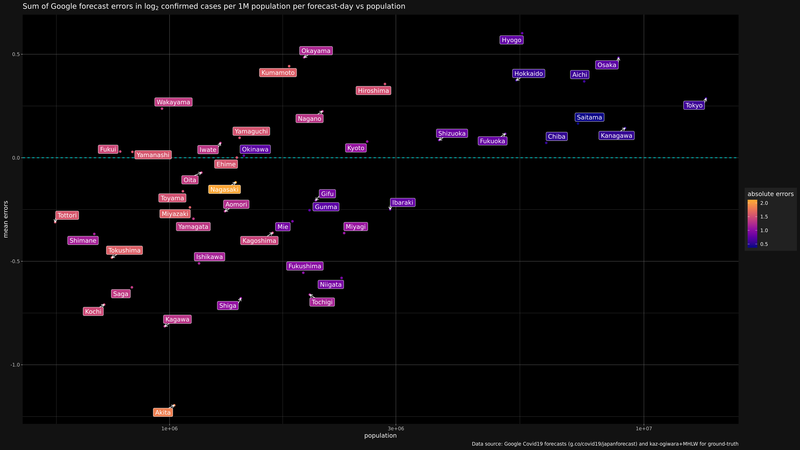 Sum of Google forecast errors in log₂ confirmed cases per 1M population per forecast-day vs population
Hyogo
Okayama
Osaka
Kumamoto
Hokkaido
Aichi
Hiroshima
Wakayama
Tokyo
Nagano
Saitama
Yamaguchi
Shizuoka
Kanagawa
Chiba
Fukuoka
Fukui
Yamanashi
Iwate
Okinawa
Kyoto
Ehime
Oita
Nagasaki
Toyama
Gifu
Aomori
Gunma
Ibaraki
Tottori
Miyazaki
Yamagata
Mie
Miyagi
Shimane
Kagoshima
Tokushima
Ishikawa
Fukushima
Niigata
Saga
Tochigi
Kochi
Shiga
Kagawa
Akita
mean errors
0.5
0.0
-0.5
-1.0
1e+06
3e+06
1e+07
population
absolute errors
2.0
1.5
1.0
0.5
Data source: Google Covid19 forecasts (g.co/covid19/japanforecast) and kaz-ogiwara+MHLW for ground-truth